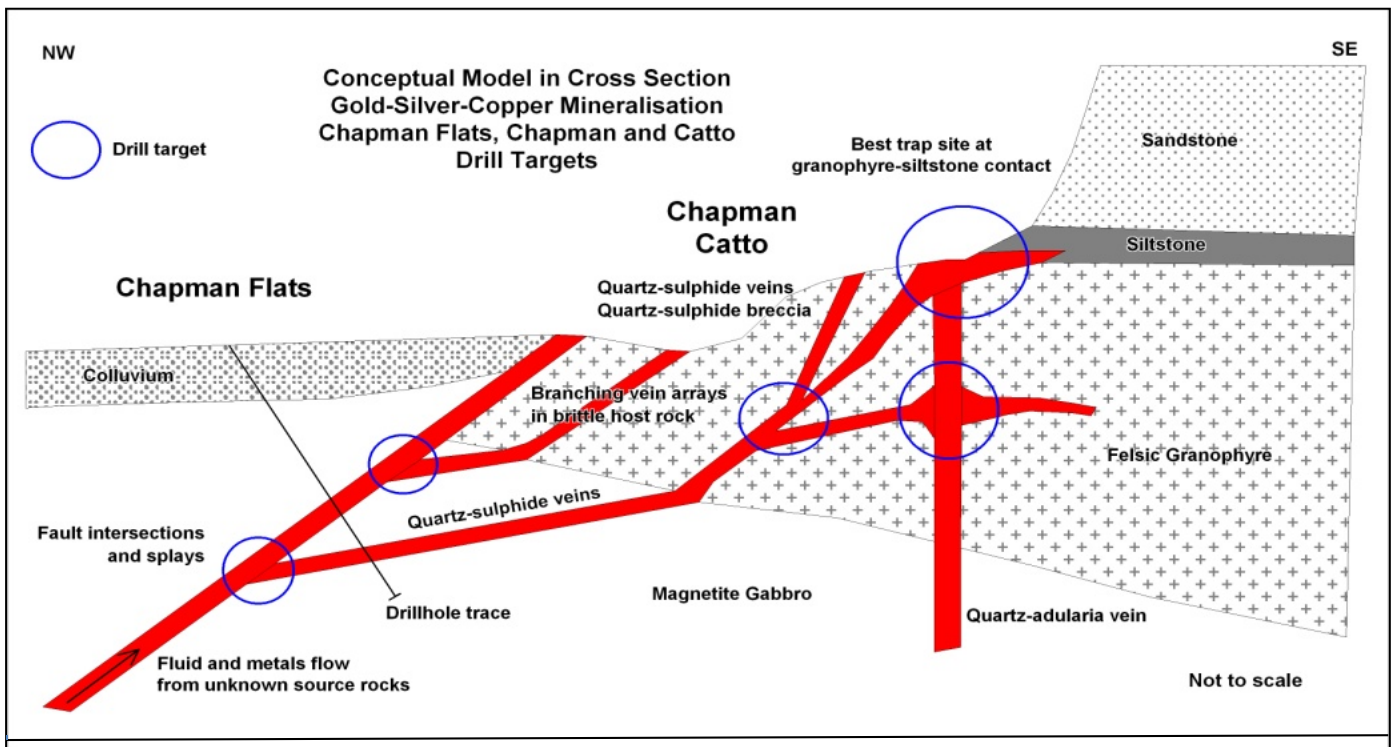 NW
SE
Conceptual Model in Cross Section
Gold-Silver-Copper Mineralisation
Chapman Flats, Chapman and Catto
Drill Targets
Drill target
Best trap site at
granophyre-siltstone contact
Sandstone
Chapman
Catto
Siltstone
Chapman Flats
Quartz-sulphide veins
Quartz-sulphide breccia
Colluvium
Branching vein arrays
in brittle host rock
Felsic Granophyre
Quartz-sulphide veins
Fault intersections
and splays
Drillhole trace
Magnetite Gabbro
Quartz-adularia vein
Fluid and metals flow
from unknown source rocks
Not to scale